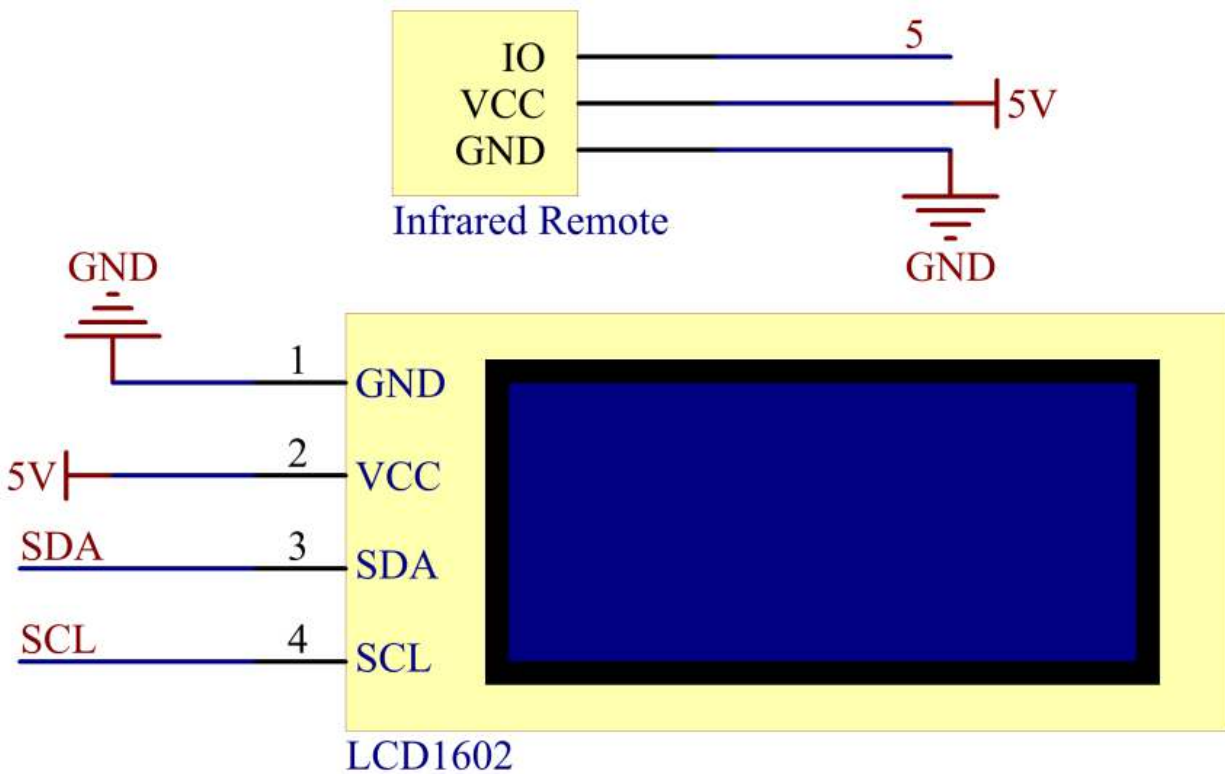 IO 5
VCC 5V
GND
Infrared Remote
GND
GND
1 GND
5V 2 VCC
SDA 3 SDA
SCL 4 SCL
LCD1602